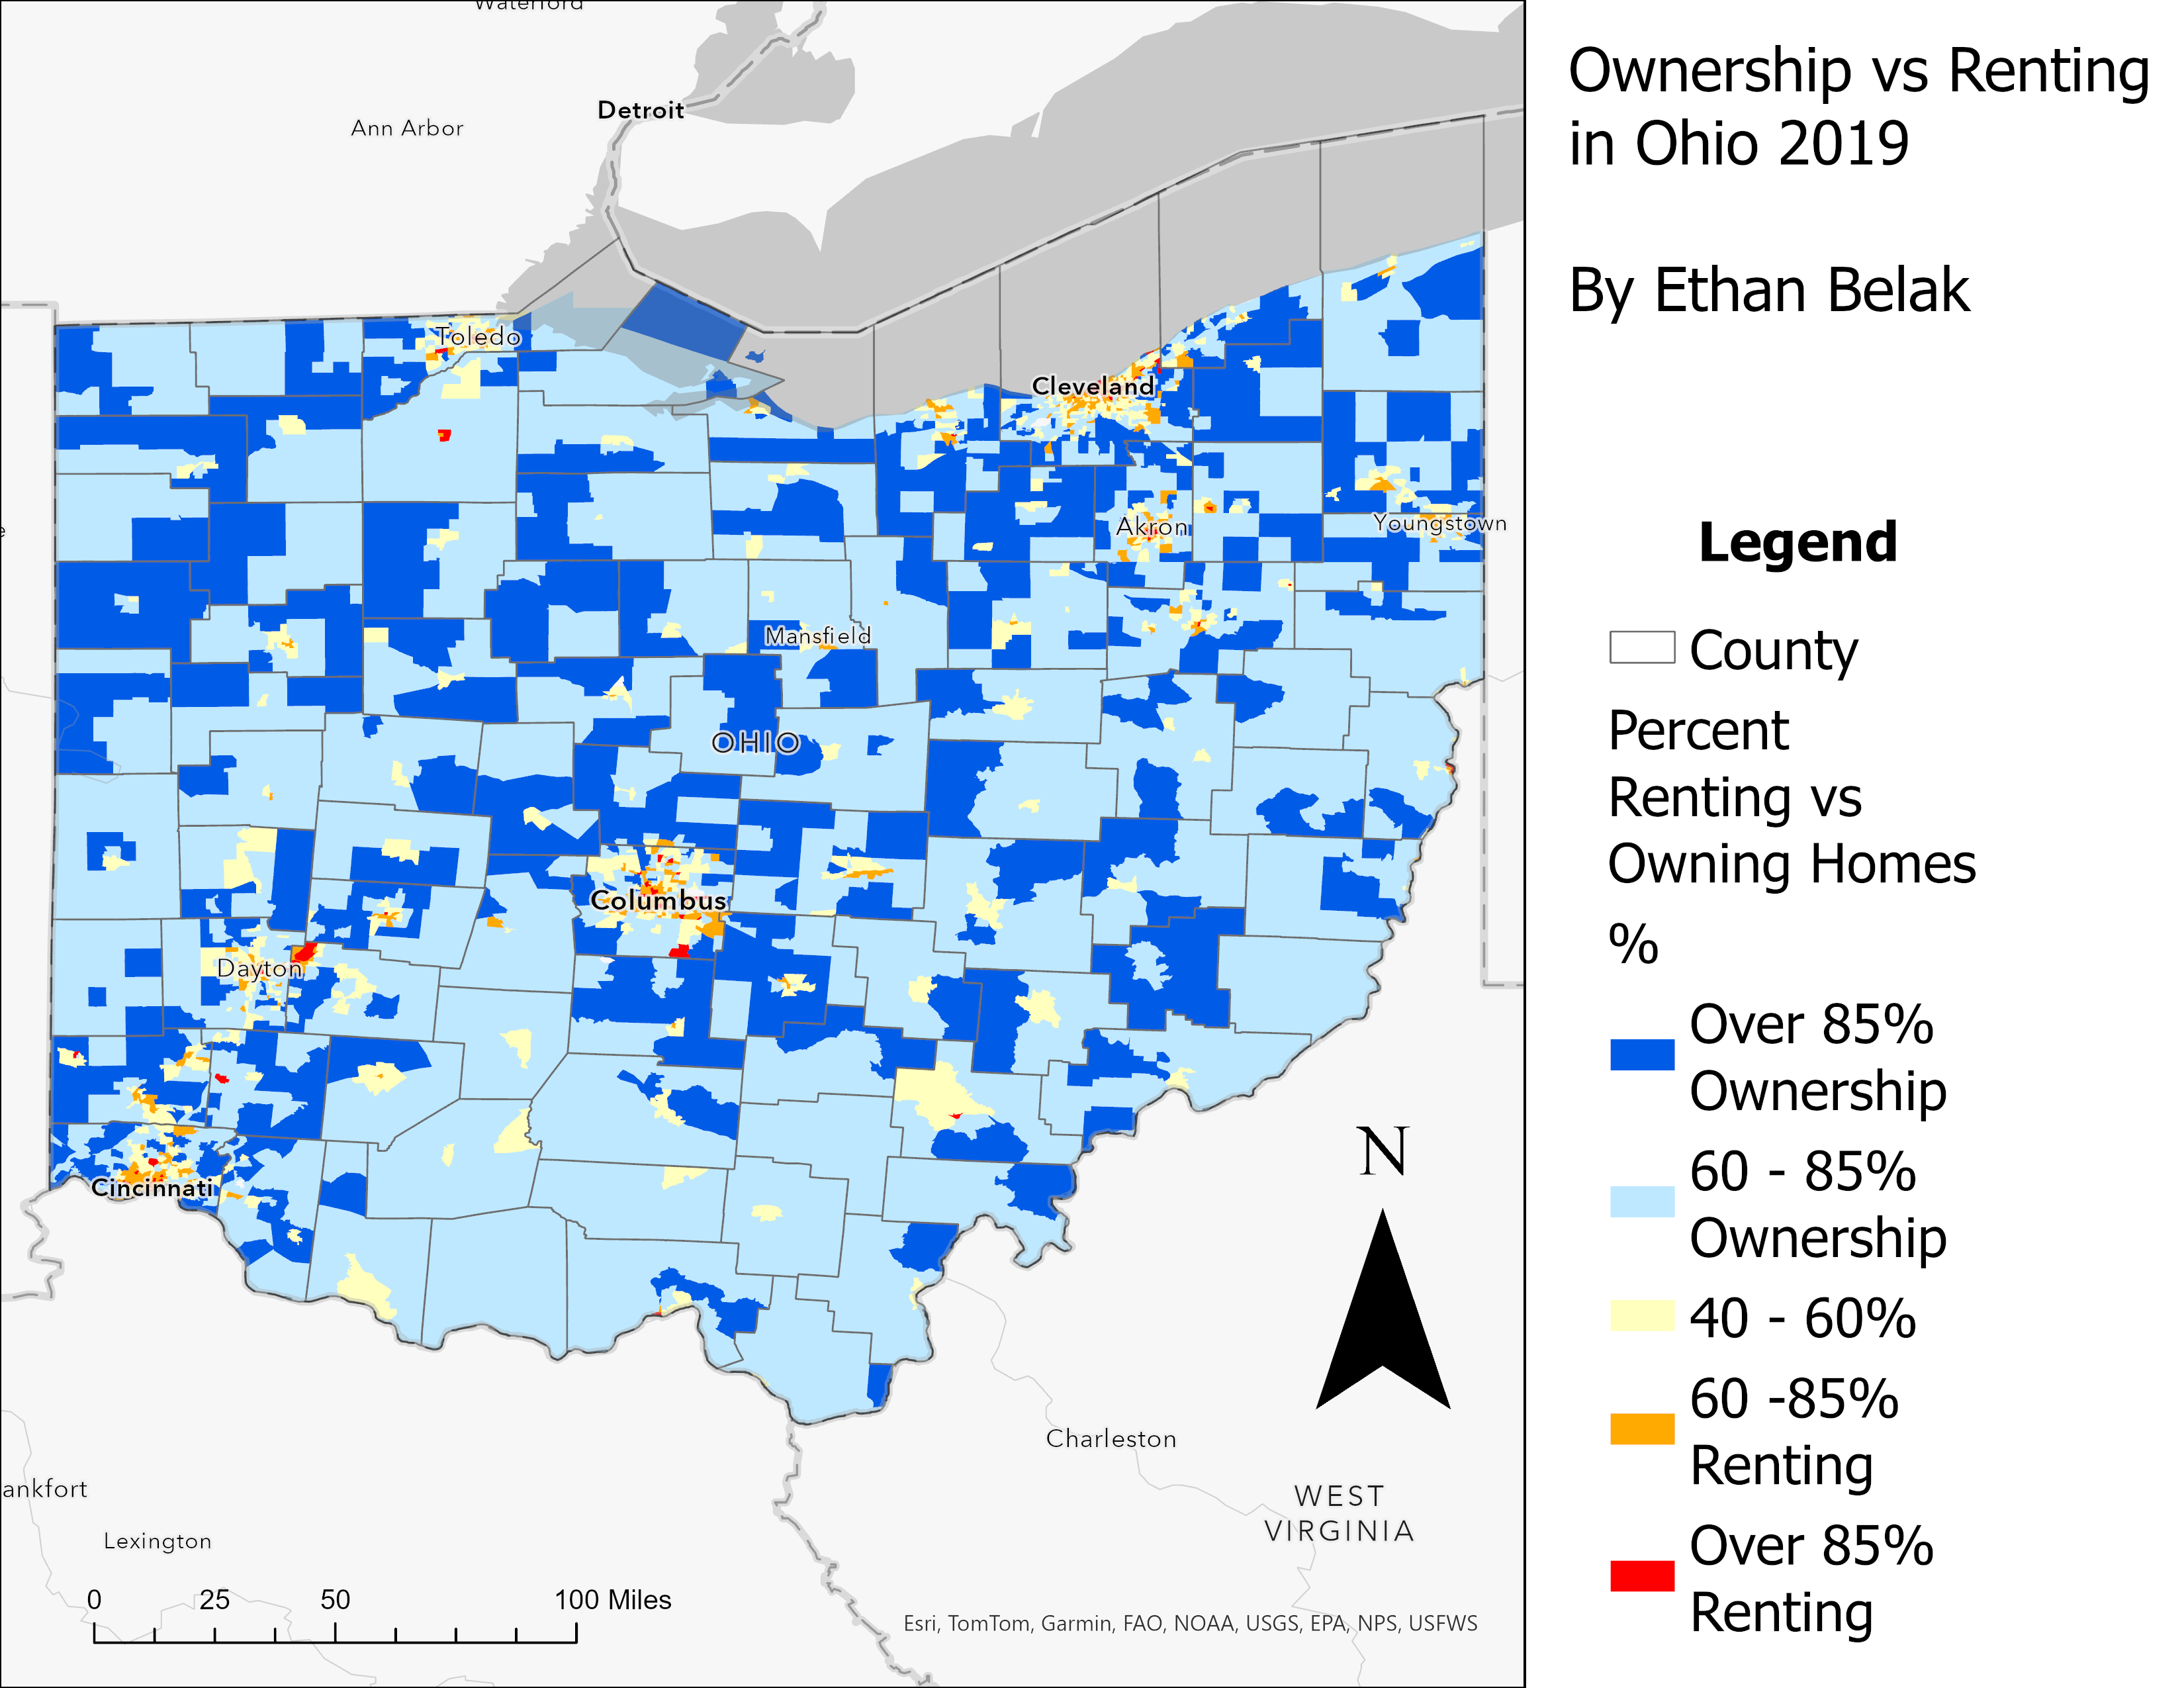 Waterford
Ann Arbor
Detroit
Toledo
Cleveland
Akron
Youngstown
Mansfield
OHIO
Columbus
Dayton
Cincinnati
N
Charleston
WEST
VIRGINIA
ankfort
Lexington
0 25 50 100 Miles
Esri, TomTom, Garmin, FAO, NOAA, USGS, EPA, NPS, USFWS
Ownership vs Renting
in Ohio 2019
By Ethan Belak
Legend
County
Percent
Renting vs
Owning Homes
%
Over 85%
Ownership
60 - 85%
Ownership
40 - 60%
60 -85%
Renting
Over 85%
Renting